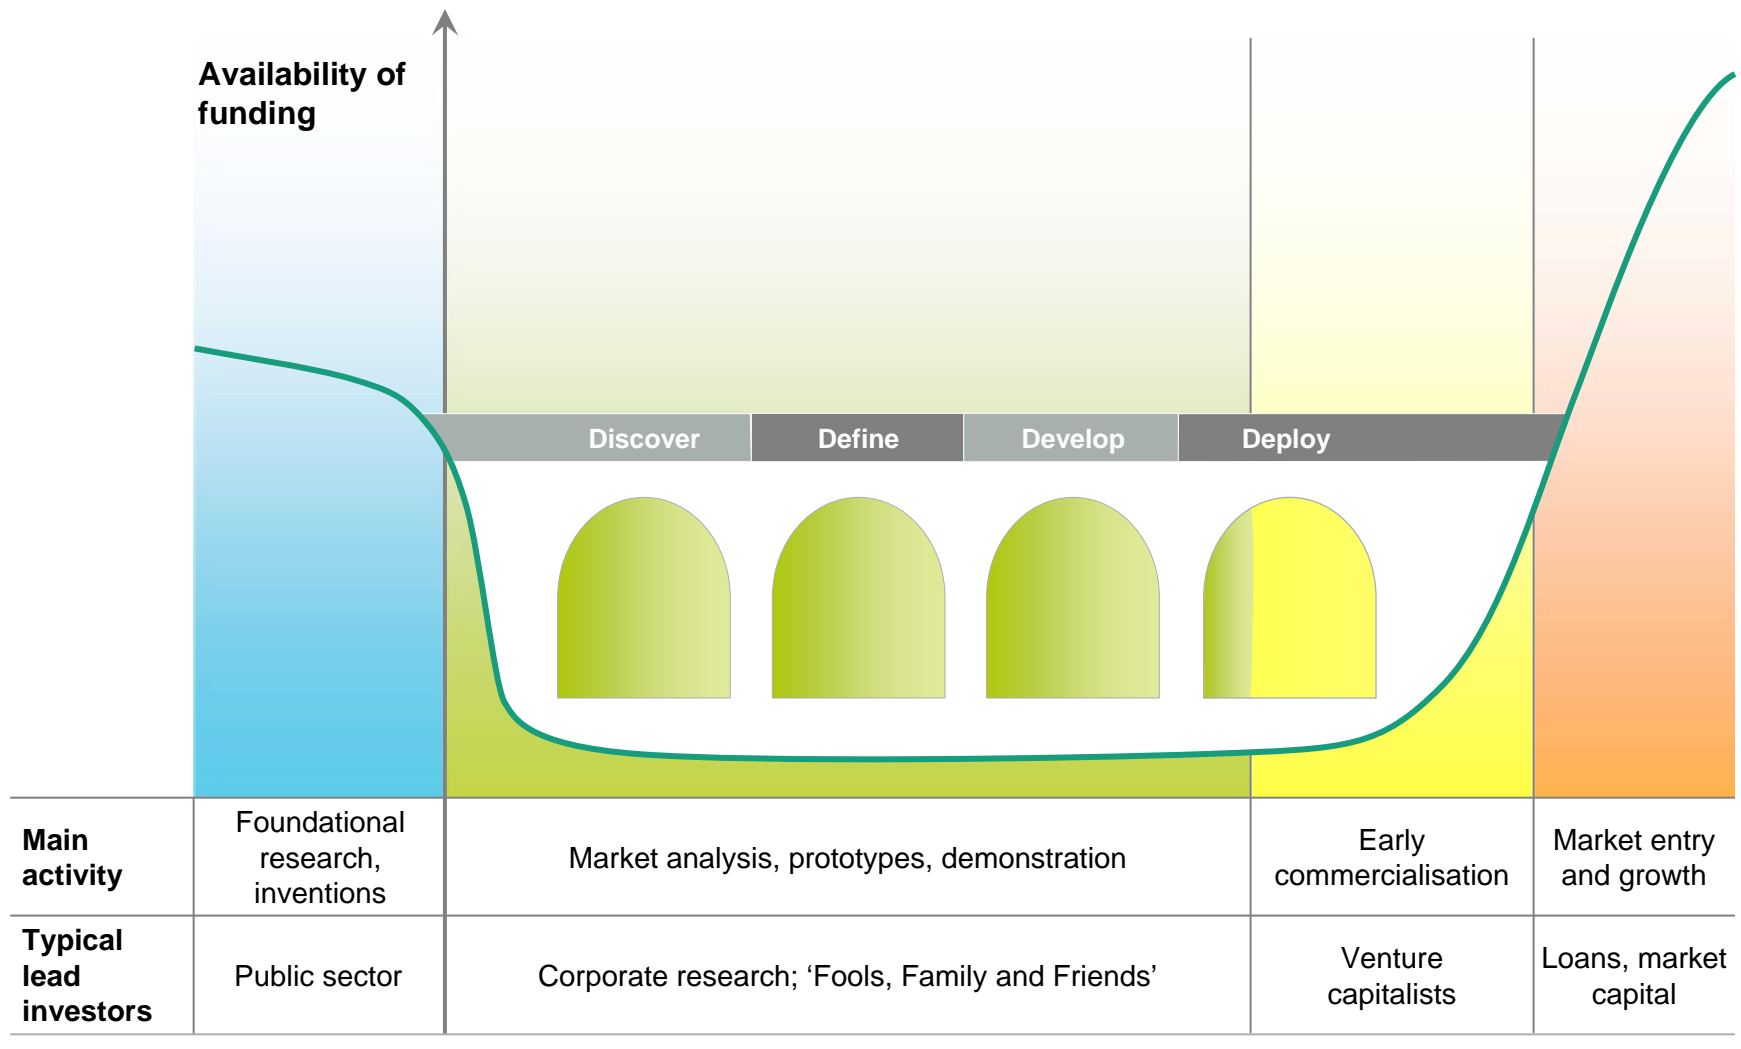 Availability of
funding
Discover
Define
Develop
Deploy
Main
activity
Foundational
research,
inventions
Market analysis, prototypes, demonstration
Early
commercialisation
Market entry
and growth
Typical
lead
investors
Public sector
Corporate research; ‘Fools, Family and Friends’
Venture
capitalists
Loans, market
capital